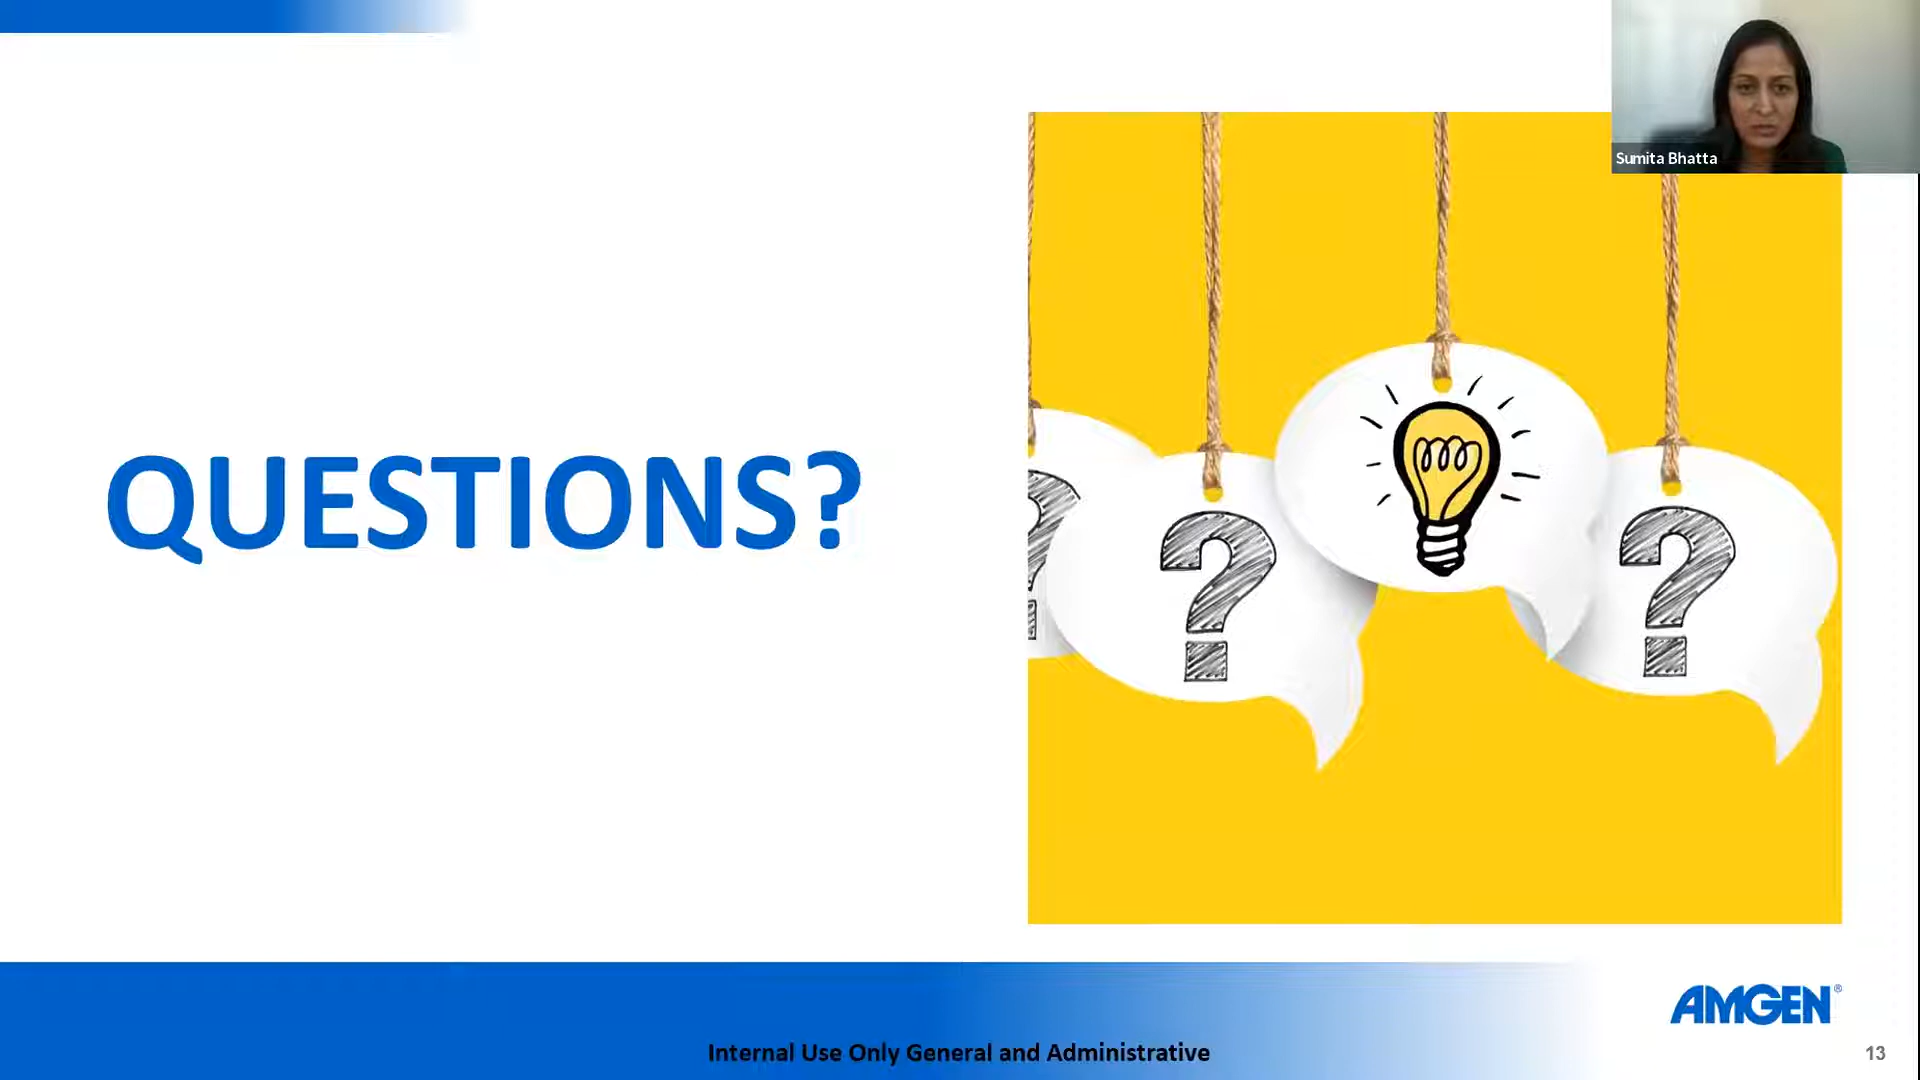 Sumita Bhatta
QUESTIONS?
?
?
?
AMGEN®
Internal Use Only General and Administrative
13